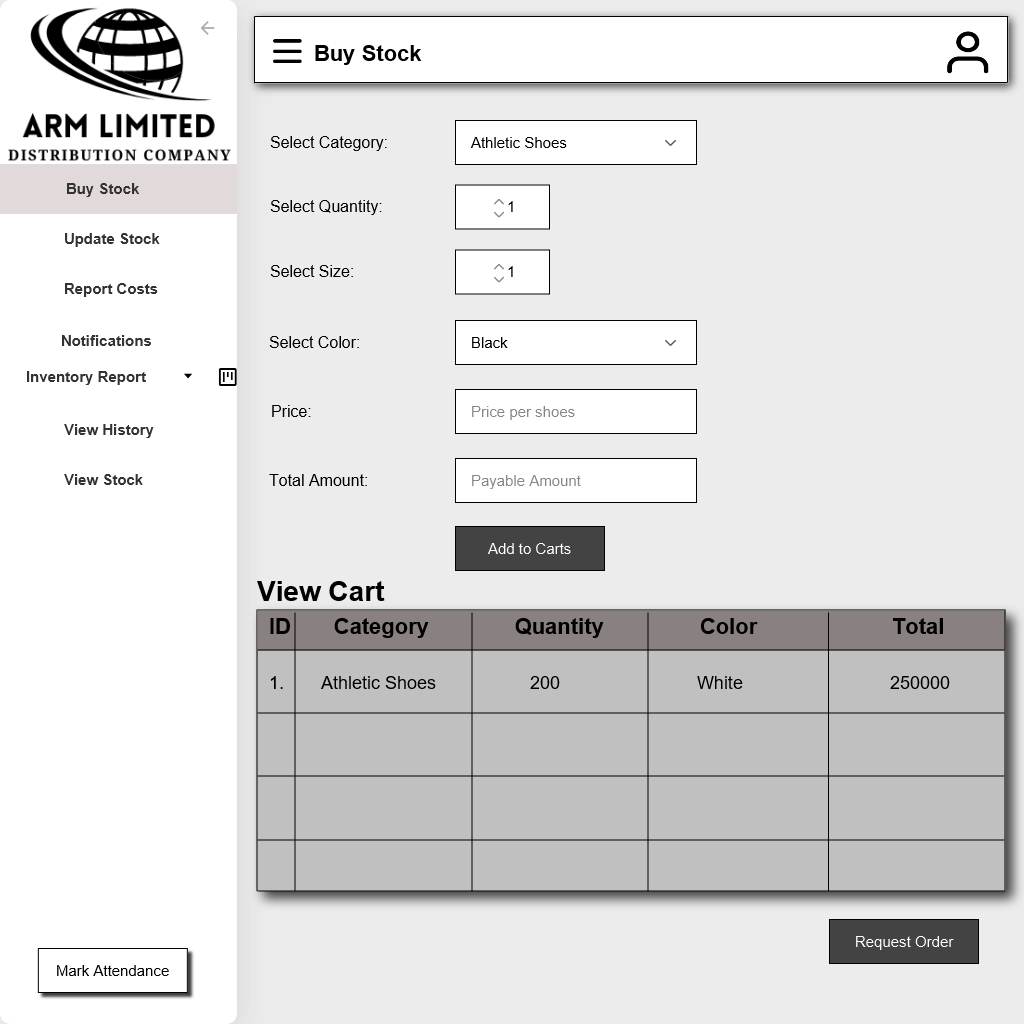 ARM LIMITED
DISTRIBUTION COMPANY
Buy Stock
Update Stock
Report Costs
Notifications
Inventory Report
View History
View Stock
Mark Attendance
Buy Stock
Select Category: Athletic Shoes
Select Quantity: 1
Select Size: 1
Select Color: Black
Price: Price per shoes
Total Amount: Payable Amount
Add to Carts
View Cart
ID Category Quantity Color Total
1. Athletic Shoes 200 White 250000
Request Order